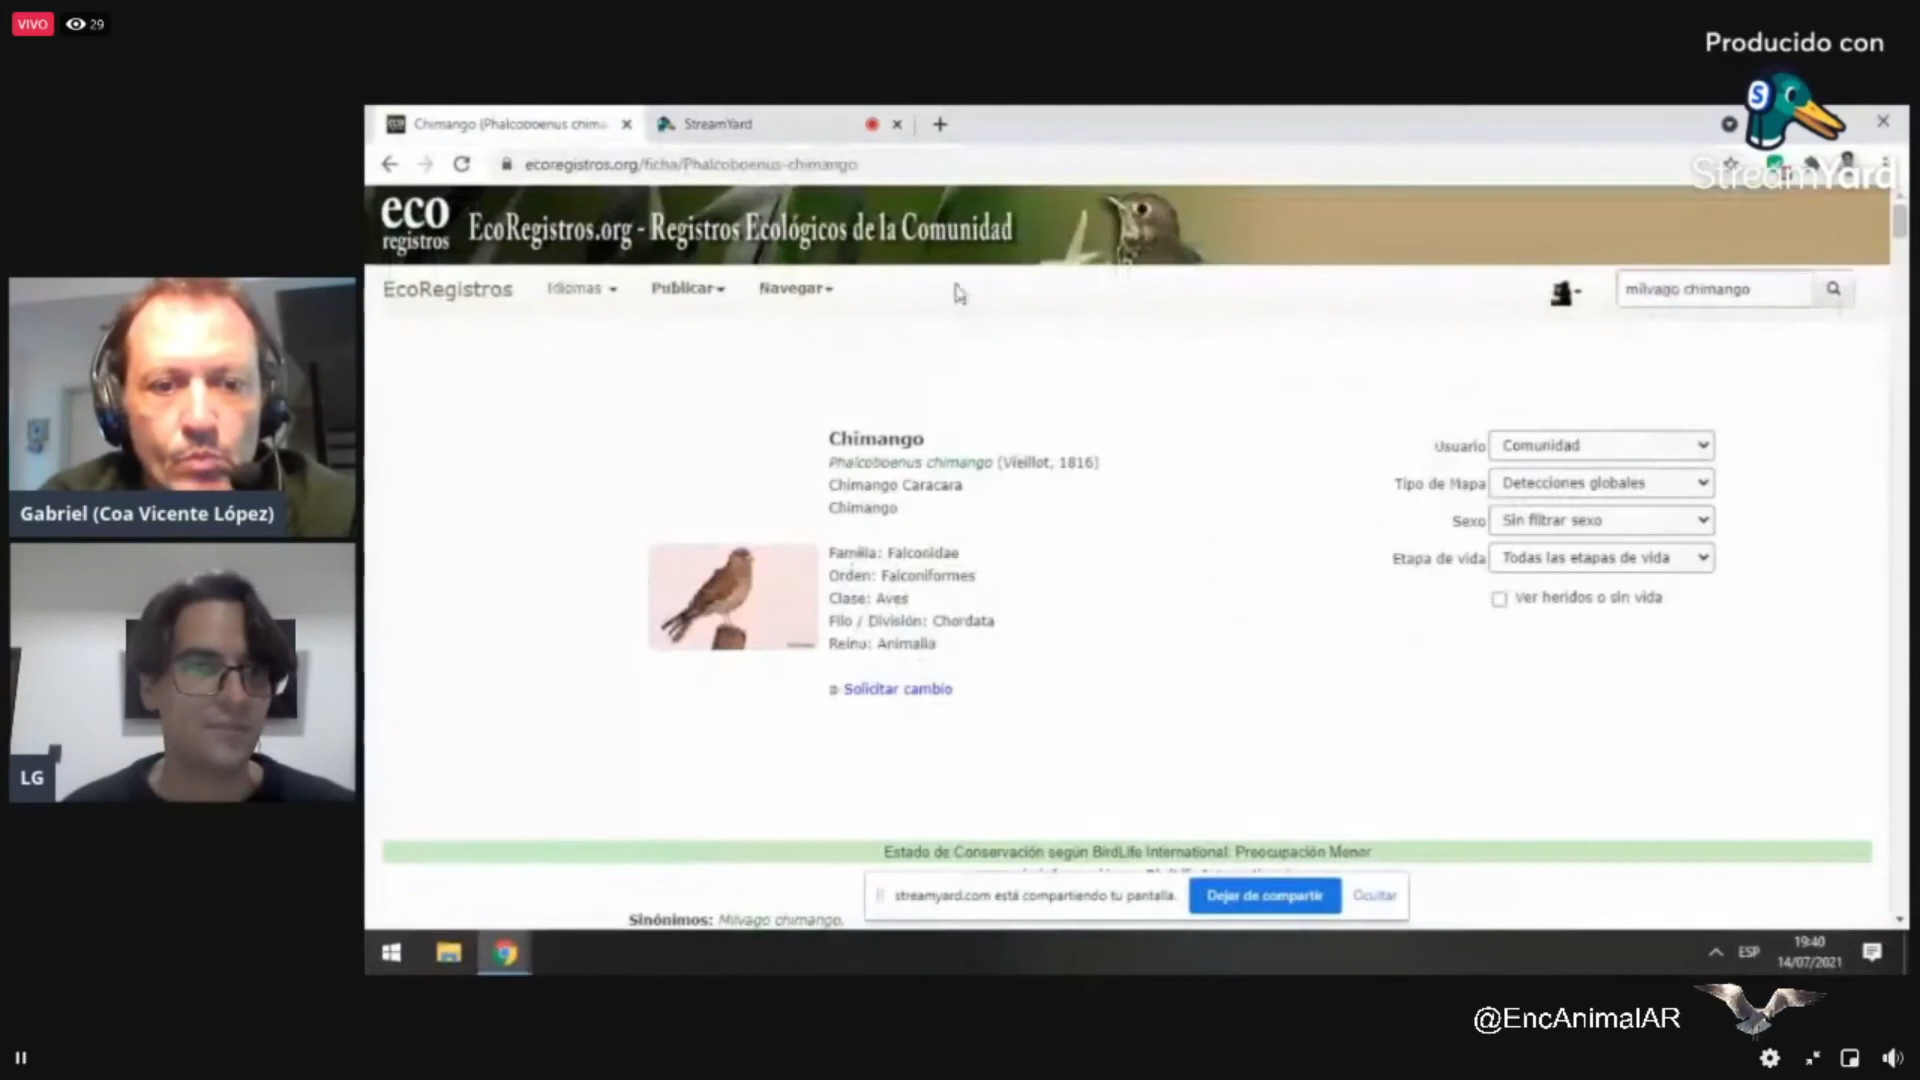 VIVO 29
Producido con
StreamYard
Chimango (Phalcoboenus chima
StreamYard
ecoregistros.org/ficha/Phalcoboenus-chimango
eco
registros
EcoRegistros.org - Registros Ecológicos de la Comunidad
EcoRegistros Idiomas Publicar Navegar milvago chimango
Chimango
Phalcoboenus chimango (Vieillot, 1816)
Chimango Caracara
Chimango
Familia: Falconidae
Orden: Falconiformes
Clase: Aves
Filo / División: Chordata
Reino: Animalia
Solicitar cambio
Usuario Comunidad
Tipo de Mapa Detecciones globales
Sexo Sin filtrar sexo
Etapa de vida Todas las etapas de vida
Ver heridos o sin vida
Gabriel (Coa Vicente López)
LG
Estado de Conservación según BirdLife International: Preocupación Menor
streamyard.com está compartiendo tu pantalla. Dejar de compartir Ocultar
Sinónimos: Milvago chimango.
ESP
19:40
14/07/2021
@EncAnimalAR